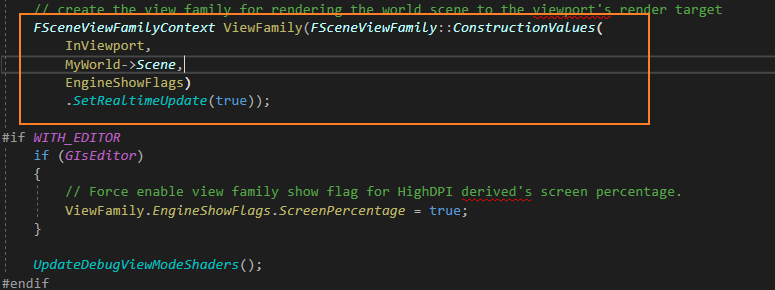 // create the view family for rendering the world scene to the viewport's render target
FSceneViewFamilyContext ViewFamily(FSceneViewFamily::ConstructionValues(
InViewport,
MyWorld->Scene,
EngineShowFlags)
.SetRealtimeUpdate(true));
#if WITH_EDITOR
if (GIsEditor)
{
// Force enable view family show flag for HighDPI derived's screen percentage.
ViewFamily.EngineShowFlags.ScreenPercentage = true;
}
UpdateDebugViewModeShaders();
#endif